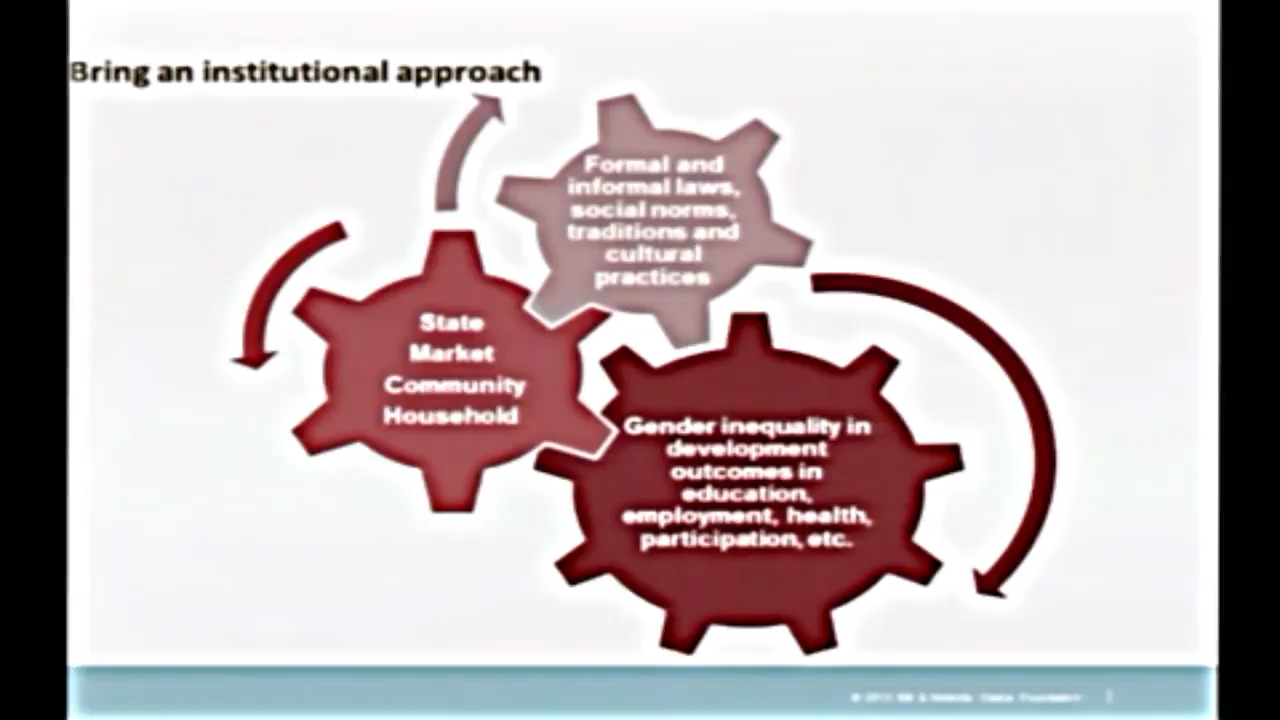 Bring an institutional approach
Formal and
informal laws,
social norms,
traditions and
cultural
practices
State
Market
Community
Household
Gender inequality in
development
outcomes in
education,
employment, health,
participation, etc.